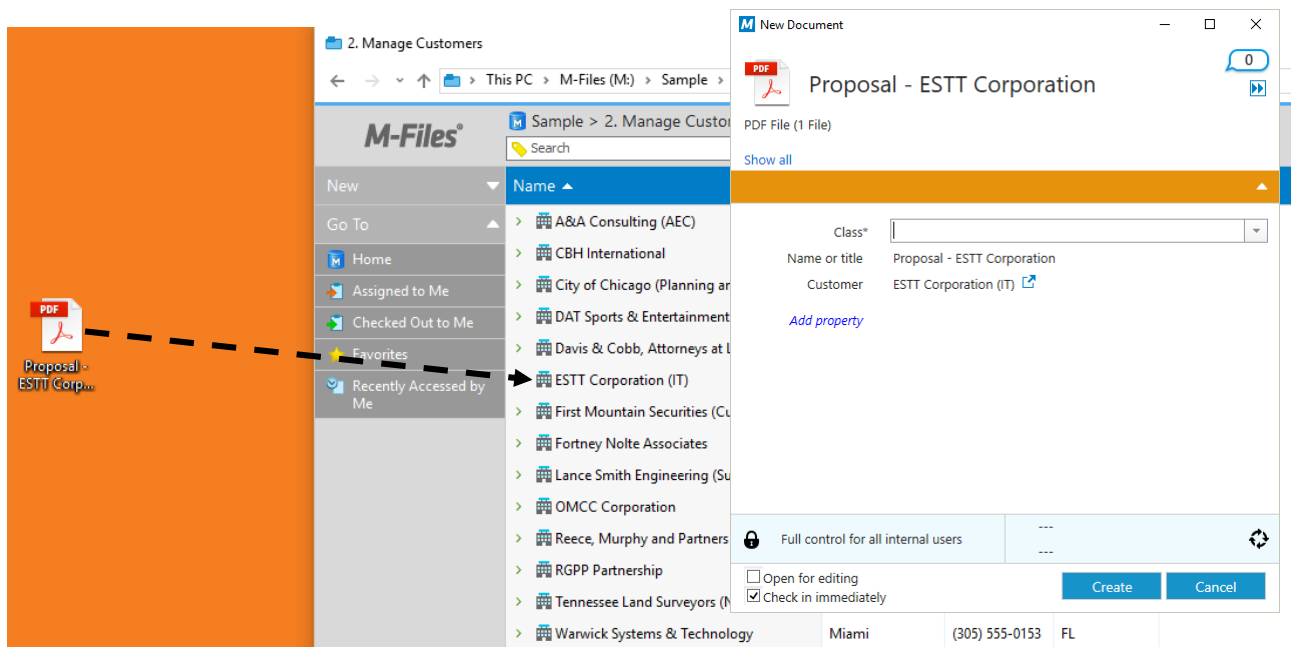 PDF
Proposal -
ESTT Corp...
2. Manage Customers
This PC > M-Files (M:) > Sample >
M-Files®
Sample > 2. Manage Custo
Search
New
Go To
Home
Assigned to Me
Checked Out to Me
Favorites
Recently Accessed by
Me
Name
A&A Consulting (AEC)
CBH International
City of Chicago (Planning ar
DAT Sports & Entertainment
Davis & Cobb, Attorneys at L
ESTT Corporation (IT)
First Mountain Securities (Cu
Fortney Nolte Associates
Lance Smith Engineering (Su
OMCC Corporation
Reece, Murphy and Partners
RGPP Partnership
Tennessee Land Surveyors (N
Warwick Systems & Technology Miami (305) 555-0153 FL
M New Document
0
PDF
Proposal - ESTT Corporation
PDF File (1 File)
Show all
Class*
Name or title Proposal - ESTT Corporation
Customer ESTT Corporation (IT)
Add property
Full control for all internal users
---
---
Open for editing
Check in immediately
Create Cancel